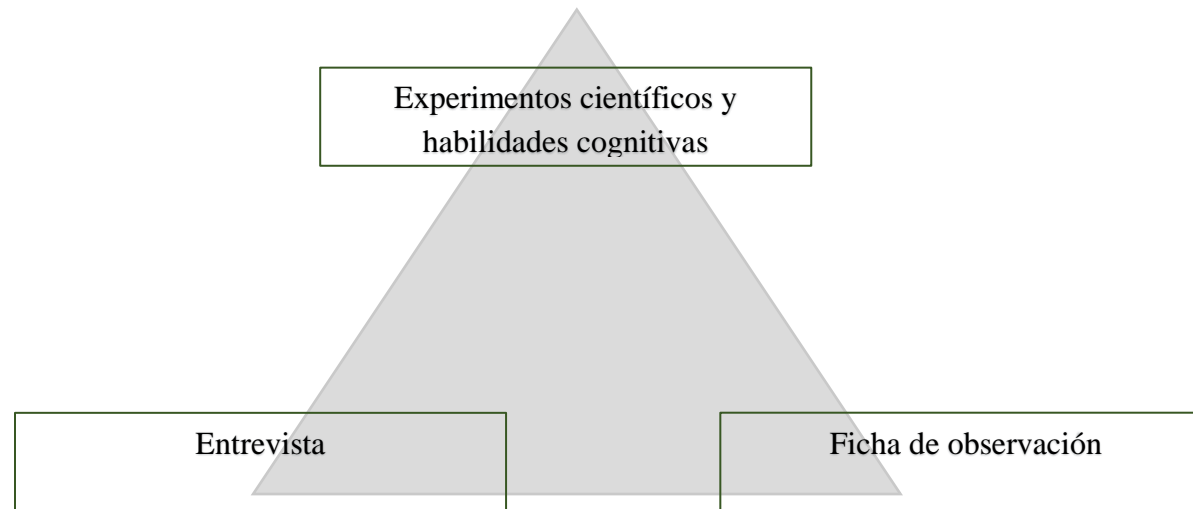 Experimentos científicos y
habilidades cognitivas
Entrevista
Ficha de observación